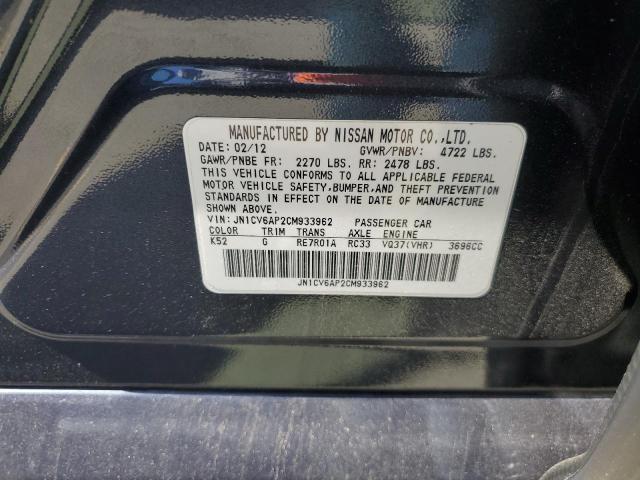 MANUFACTURED BY NISSAN MOTOR CO.,LTD.
DATE: 02/12 GVWR/PNBV: 4722 LBS.
GAWR/PNBE FR: 2270 LBS. RR: 2478 LBS.
THIS VEHICLE CONFORMS TO ALL APPLICABLE FEDERAL
MOTOR VEHICLE SAFETY,BUMPER,AND THEFT PREVENTION
STANDARDS IN EFFECT ON THE DATE OF MANUFACTURE
SHOWN ABOVE.
VIN: JN1CV6AP2CM933962 PASSENGER CAR
COLOR TRIM TRANS AXLE ENGINE
K52 G RE7R01A RC33 VQ37(VHR) 3696CC
JN1CV6AP2CM933962